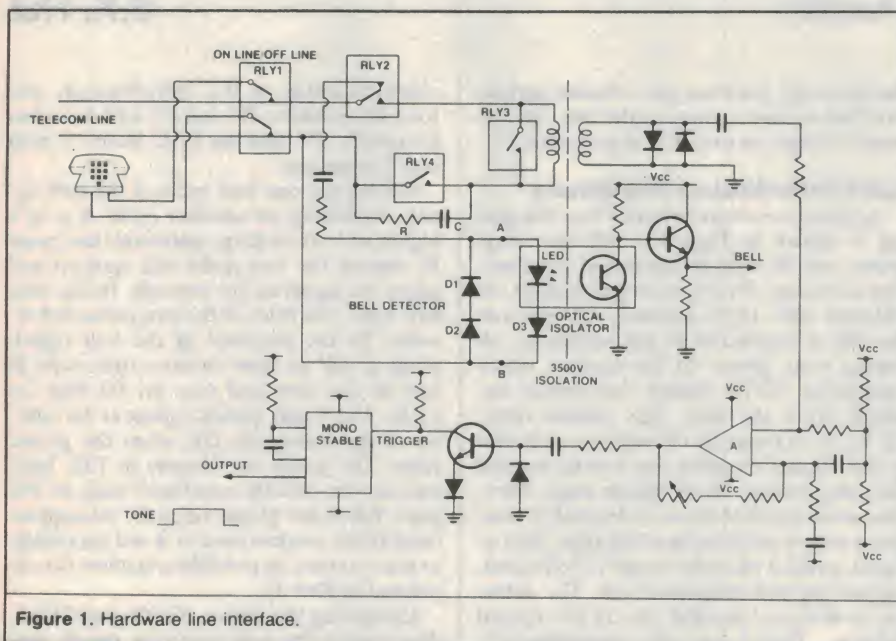 ON LINE/OFF LINE
RLY1
RLY2
TELECOM LINE
RLY3
RLY4
R
C
A
Vcc
LED
BELL
D1
BELL DETECTOR
D2
D3
OPTICAL
ISOLATOR
B
3500V
ISOLATION
Vcc
MONO
STABLE
TRIGGER
A
OUTPUT
Vcc
TONE
Vcc
Figure 1. Hardware line interface.